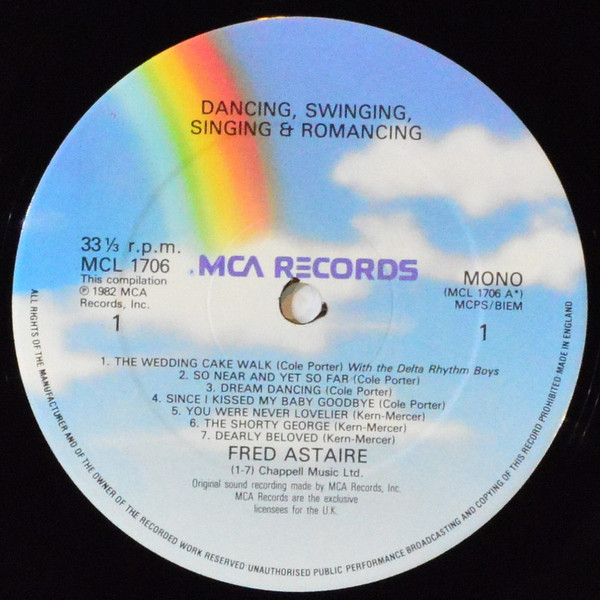 DANCING, SWINGING,
SINGING & ROMANCING
33⅓ r.p.m.
MCL 1706
This compilation
℗ 1982 MCA
Records, Inc.
1
MCA RECORDS
MONO
(MCL 1706 A*)
MCPS/BIEM
1
1. THE WEDDING CAKE WALK (Cole Porter) With the Delta Rhythm Boys
2. SO NEAR AND YET SO FAR (Cole Porter)
3. DREAM DANCING (Cole Porter)
4. SINCE I KISSED MY BABY GOODBYE (Cole Porter)
5. YOU WERE NEVER LOVELIER (Kern-Mercer)
6. THE SHORTY GEORGE (Kern-Mercer)
7. DEARLY BELOVED (Kern-Mercer)
FRED ASTAIRE
(1-7) Chappell Music Ltd.
Original sound recording made by MCA Records, Inc.
MCA Records are the exclusive
licensees for the U.K.
ALL RIGHTS OF THE MANUFACTURER AND OF THE OWNER OF THE RECORDED WORK RESERVED UNAUTHORISED PUBLIC PERFORMANCE BROADCASTING AND COPYING OF THIS RECORD PROHIBITED MADE IN ENGLAND